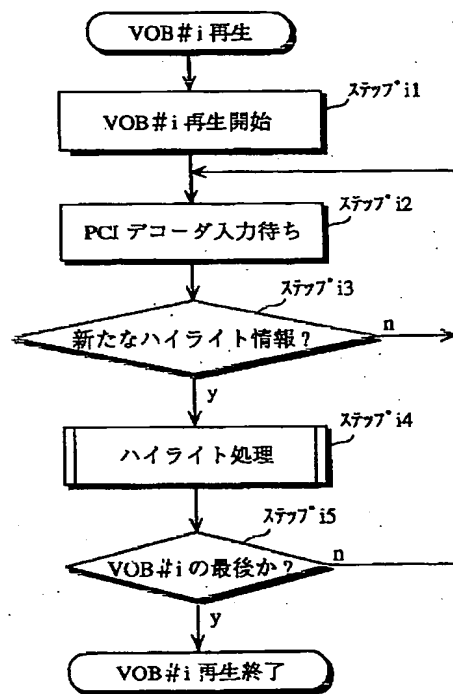 VOB#i 再生
ステップi1
VOB#i 再生開始
ステップi2
PCI デコーダ入力待ち
ステップi3
新たなハイライト情報?
n
y
ステップi4
ハイライト処理
ステップi5
VOB#i の最後か?
n
y
VOB#i 再生終了